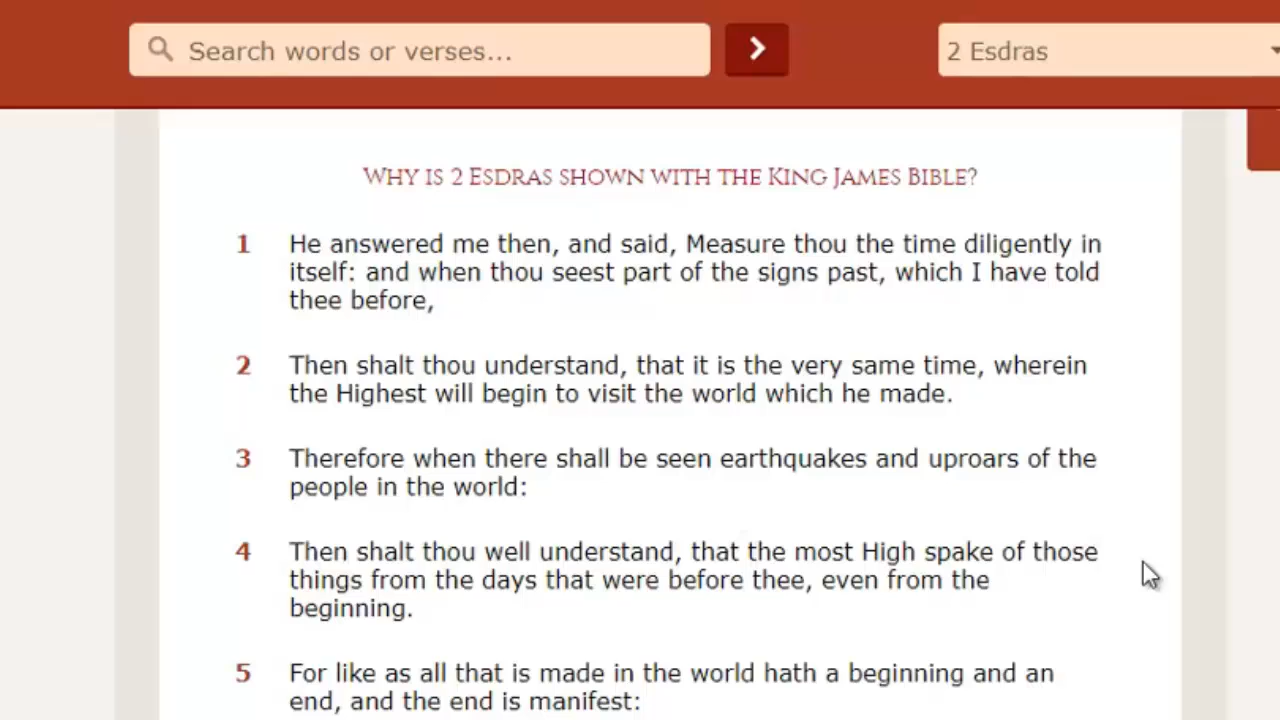 Search words or verses...
2 Esdras
Why is 2 Esdras shown with the King James Bible?
1 He answered me then, and said, Measure thou the time diligently in
itself: and when thou seest part of the signs past, which I have told
thee before,
2 Then shalt thou understand, that it is the very same time, wherein
the Highest will begin to visit the world which he made.
3 Therefore when there shall be seen earthquakes and uproars of the
people in the world:
4 Then shalt thou well understand, that the most High spake of those
things from the days that were before thee, even from the
beginning.
5 For like as all that is made in the world hath a beginning and an
end, and the end is manifest: